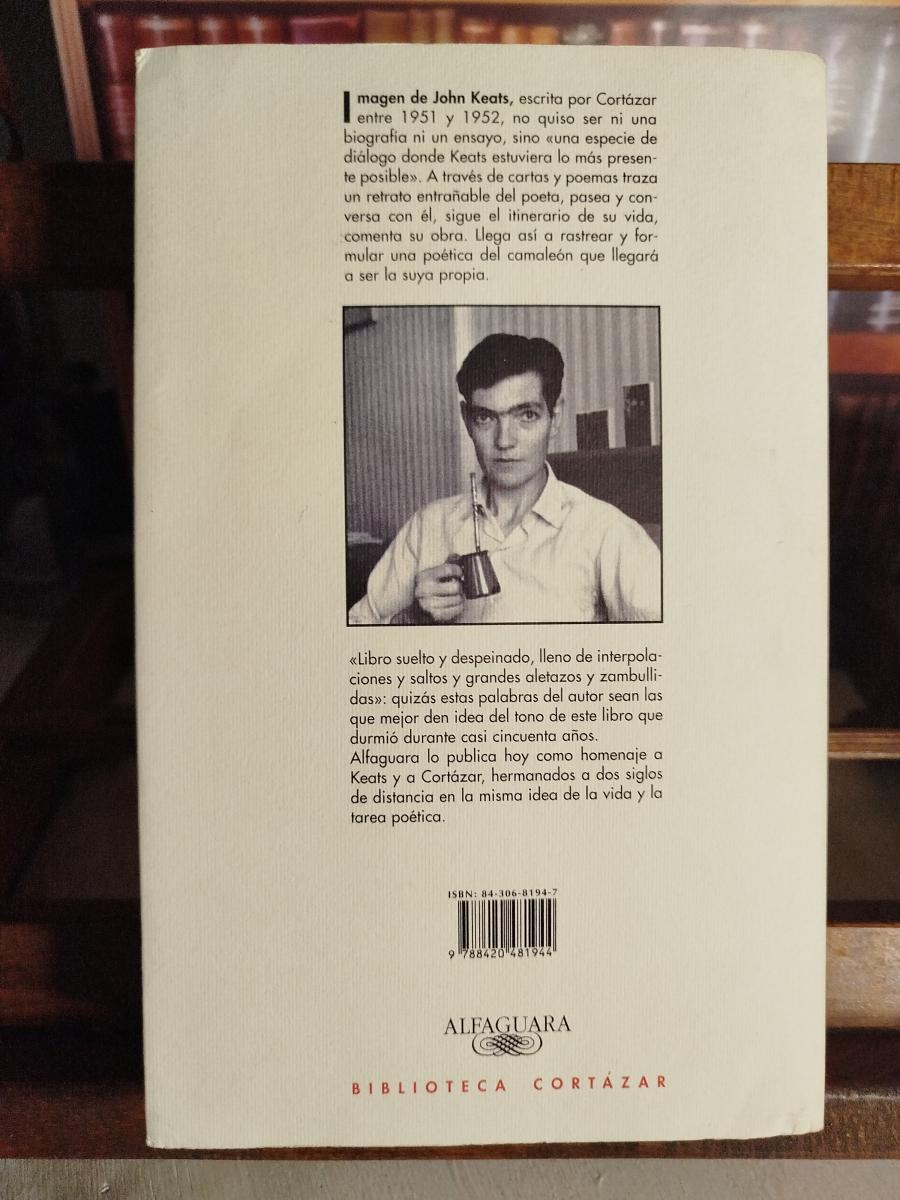 Imagen de John Keats, escrita por Cortázar
entre 1951 y 1952, no quiso ser ni una
biografía ni un ensayo, sino «una especie de
diálogo donde Keats estuviera lo más presen-
te posible». A través de cartas y poemas traza
un retrato entrañable del poeta, pasea y con-
versa con él, sigue el itinerario de su vida,
comenta su obra. Llega así a rastrear y for-
mular una poética del camaleón que llegará
a ser la suya propia.
«Libro suelto y despeinado, lleno de interpola-
ciones y saltos y grandes aletazos y zambulli-
das»: quizás estas palabras del autor sean las
que mejor den idea del tono de este libro que
durmió durante casi cincuenta años.
Alfaguara lo publica hoy como homenaje a
Keats y a Cortázar, hermanados a dos siglos
de distancia en la misma idea de la vida y la
tarea poética.
ISBN: 84-306-8194-7
9 788420 481944
ALFAGUARA
BIBLIOTECA CORTÁZAR